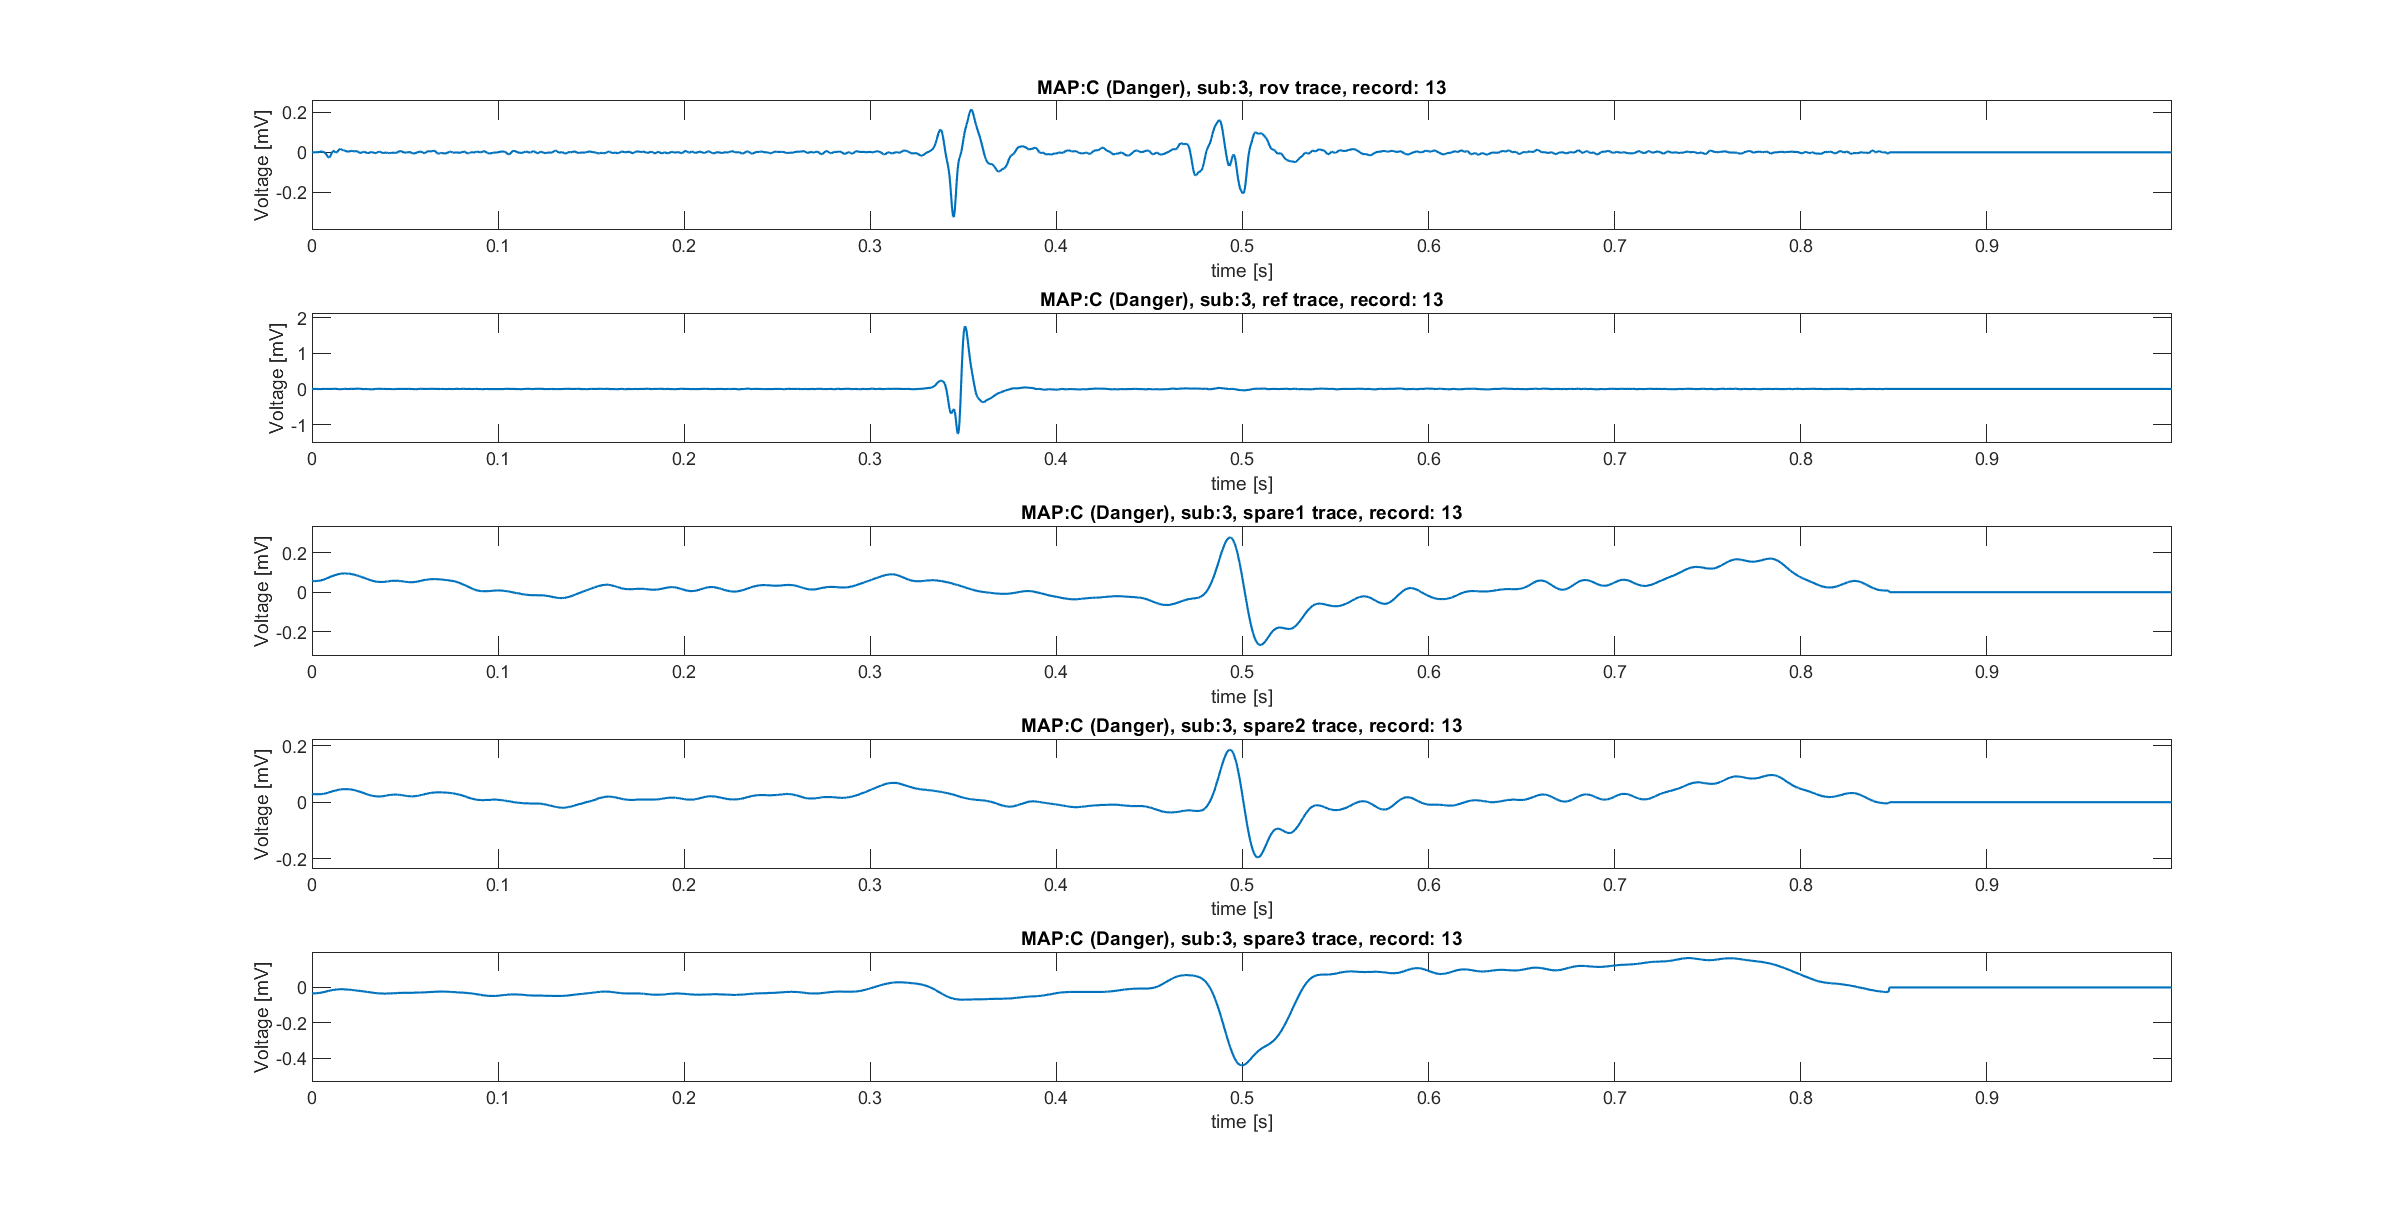 MAP:C (Danger), sub:3, rov trace, record: 13
Voltage [mV]
0.2
0
-0.2
0 0.1 0.2 0.3 0.4 0.5 0.6 0.7 0.8 0.9
time [s]
MAP:C (Danger), sub:3, ref trace, record: 13
Voltage [mV]
2
1
0
-1
0 0.1 0.2 0.3 0.4 0.5 0.6 0.7 0.8 0.9
time [s]
MAP:C (Danger), sub:3, spare1 trace, record: 13
Voltage [mV]
0.2
0
-0.2
0 0.1 0.2 0.3 0.4 0.5 0.6 0.7 0.8 0.9
time [s]
MAP:C (Danger), sub:3, spare2 trace, record: 13
Voltage [mV]
0.2
0
-0.2
0 0.1 0.2 0.3 0.4 0.5 0.6 0.7 0.8 0.9
time [s]
MAP:C (Danger), sub:3, spare3 trace, record: 13
Voltage [mV]
0
-0.2
-0.4
0 0.1 0.2 0.3 0.4 0.5 0.6 0.7 0.8 0.9
time [s]